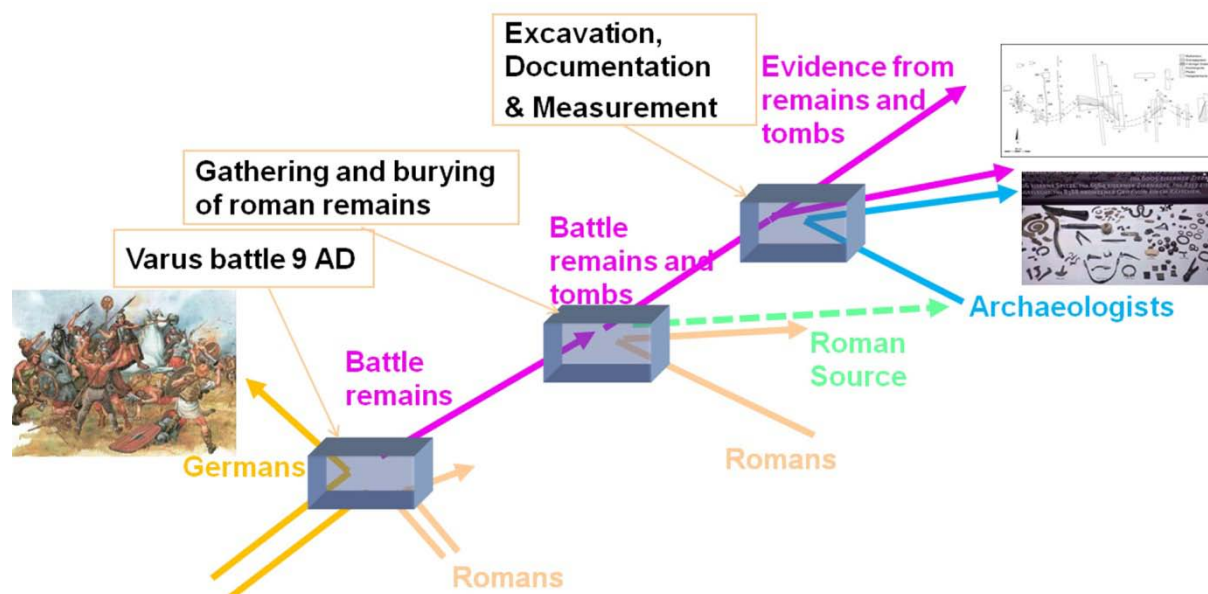 Excavation,
Documentation
& Measurement
Evidence from
remains and
tombs
Gathering and burying
of roman remains
Battle
remains and
tombs
Varus battle 9 AD
Archaeologists
Roman
Source
Battle
remains
Romans
Germans
Romans